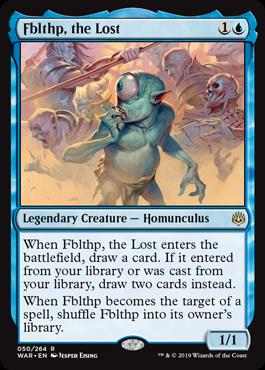 Fblthp, the Lost 1
Legendary Creature — Homunculus
When Fblthp, the Lost enters the
battlefield, draw a card. If it entered
from your library or was cast from
your library, draw two cards instead.
When Fblthp becomes the target of a
spell, shuffle Fblthp into its owner's
library.
1/1
050/264 R
WAR • EN JESPER EJSING ™ & © 2019 Wizards of the Coast